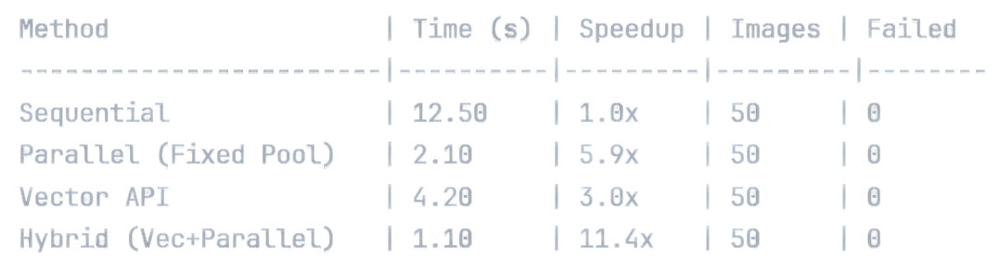 Method                  | Time (s) | Speedup | Images | Failed
------------------------|----------|---------|---------|--------
Sequential              | 12.50    | 1.0x    | 50     | 0
Parallel (Fixed Pool)   | 2.10     | 5.9x    | 50     | 0
Vector API              | 4.20     | 3.0x    | 50     | 0
Hybrid (Vec+Parallel)   | 1.10     | 11.4x   | 50     | 0